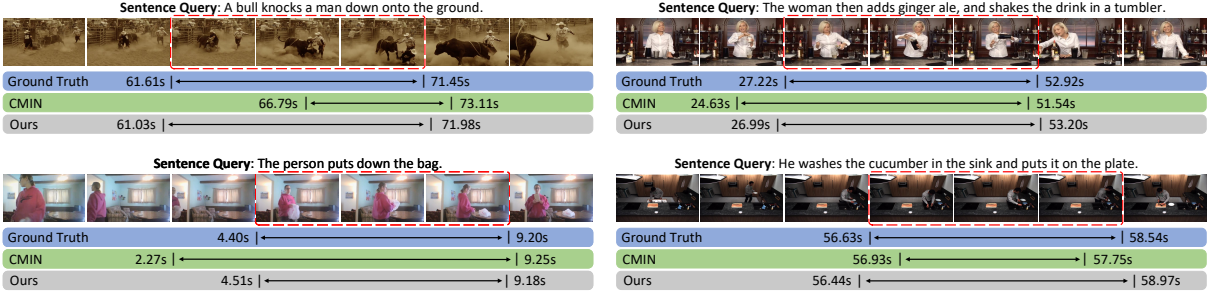 Sentence Query: A bull knocks a man down onto the ground.
Ground Truth 61.61s 71.45s
CMIN 66.79s 73.11s
Ours 61.03s 71.98s
Sentence Query: The woman then adds ginger ale, and shakes the drink in a tumbler.
Ground Truth 27.22s 52.92s
CMIN 24.63s 51.54s
Ours 26.99s 53.20s
Sentence Query: The person puts down the bag.
Ground Truth 4.40s 9.20s
CMIN 2.27s 9.25s
Ours 4.51s 9.18s
Sentence Query: He washes the cucumber in the sink and puts it on the plate.
Ground Truth 56.63s 58.54s
CMIN 56.93s 57.75s
Ours 56.44s 58.97s